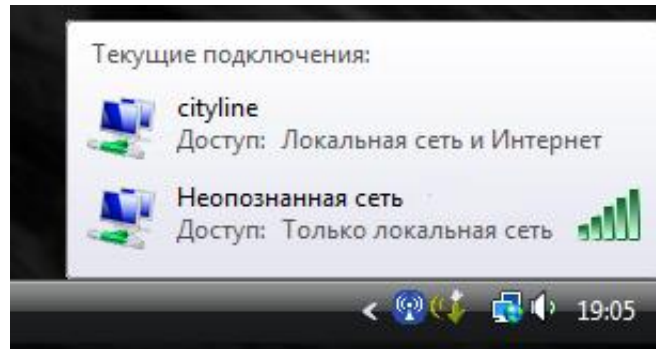 Текущие подключения:
cityline
Доступ: Локальная сеть и Интернет
Неопознанная сеть
Доступ: Только локальная сеть
19:05